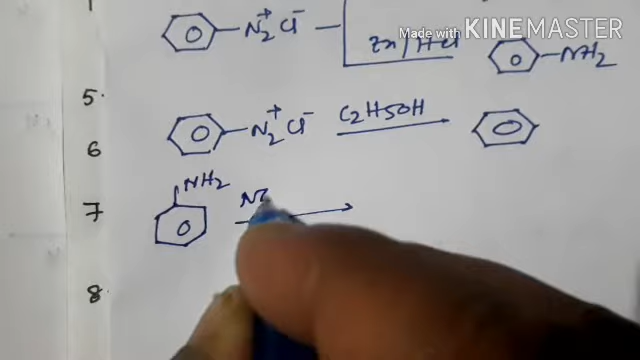 Made with KINEMASTER
N₂⁺Cl⁻
Zn/HCl
NH₂
5.
6
N₂⁺Cl⁻
C₂H5OH
7
NH₂
8.